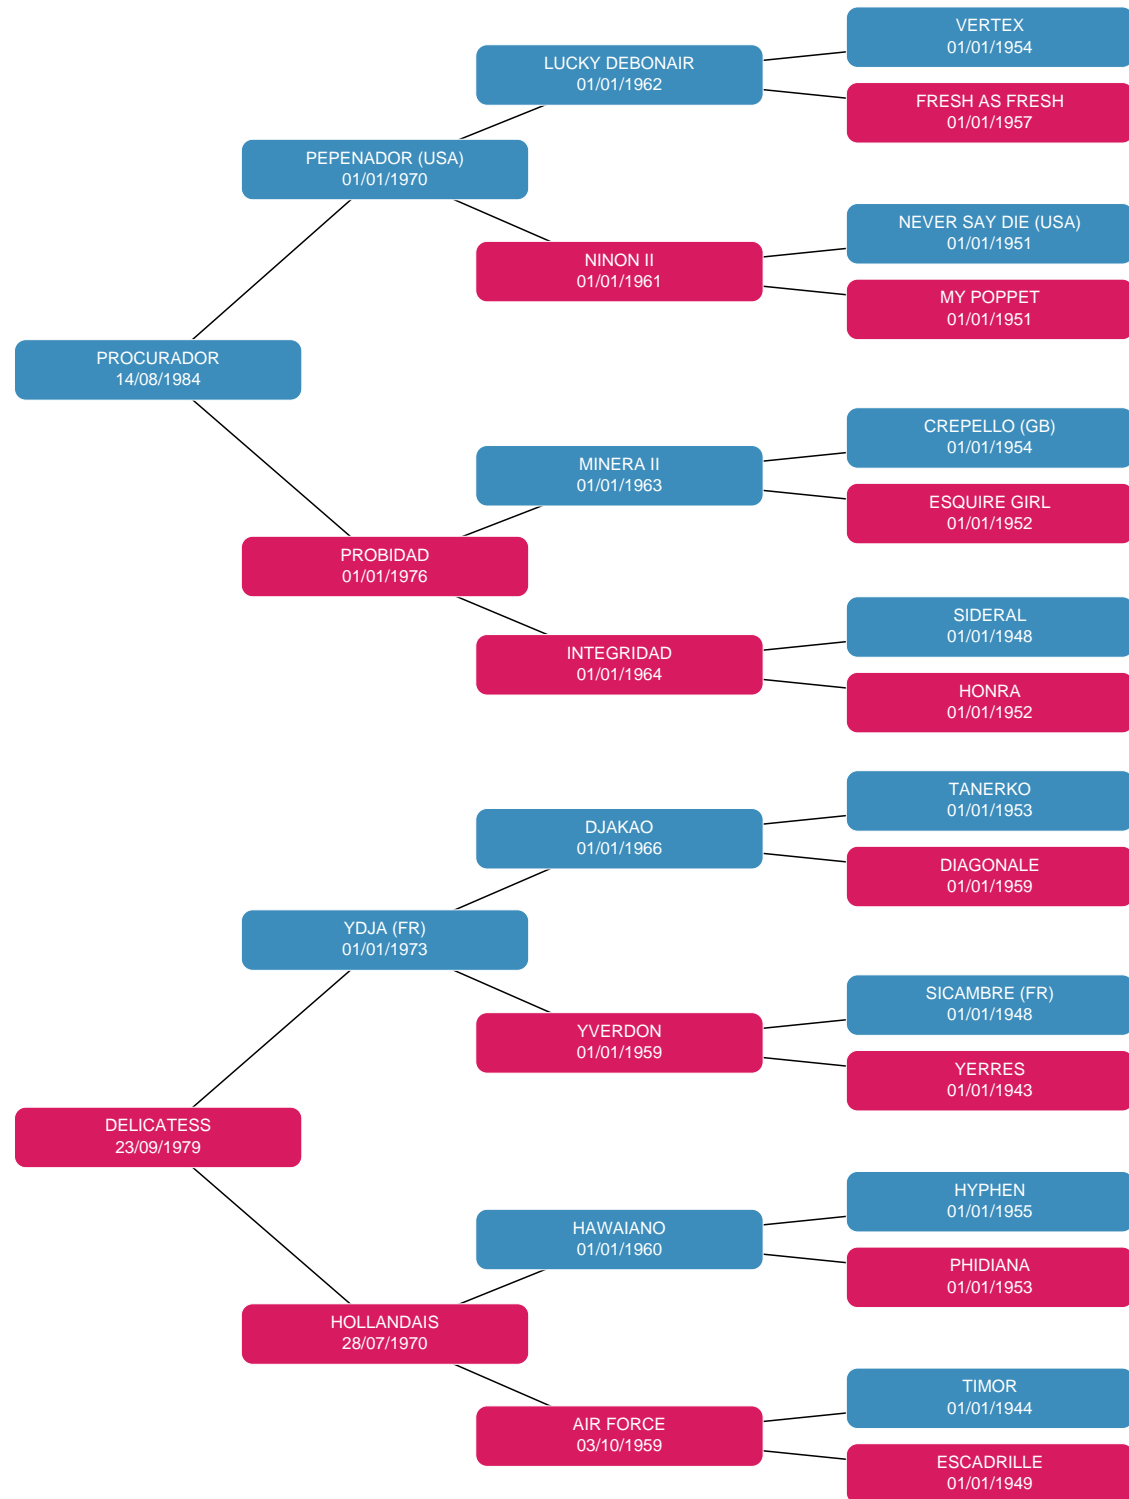 VERTEX
01/01/1954
LUCKY DEBONAIR
01/01/1962
FRESH AS FRESH
01/01/1957
PEPENADOR (USA)
01/01/1970
NEVER SAY DIE (USA)
01/01/1951
NINON II
01/01/1961
MY POPPET
01/01/1951
PROCURADOR
14/08/1984
CREPELLO (GB)
01/01/1954
MINERA II
01/01/1963
ESQUIRE GIRL
01/01/1952
PROBIDAD
01/01/1976
SIDERAL
01/01/1948
INTEGRIDAD
01/01/1964
HONRA
01/01/1952
TANERKO
01/01/1953
DJAKAO
01/01/1966
DIAGONALE
01/01/1959
YDJA (FR)
01/01/1973
SICAMBRE (FR)
01/01/1948
YVERDON
01/01/1959
YERRES
01/01/1943
DELICATESS
23/09/1979
HYPHEN
01/01/1955
HAWAIANO
01/01/1960
PHIDIANA
01/01/1953
HOLLANDAIS
28/07/1970
TIMOR
01/01/1944
AIR FORCE
03/10/1959
ESCADRILLE
01/01/1949